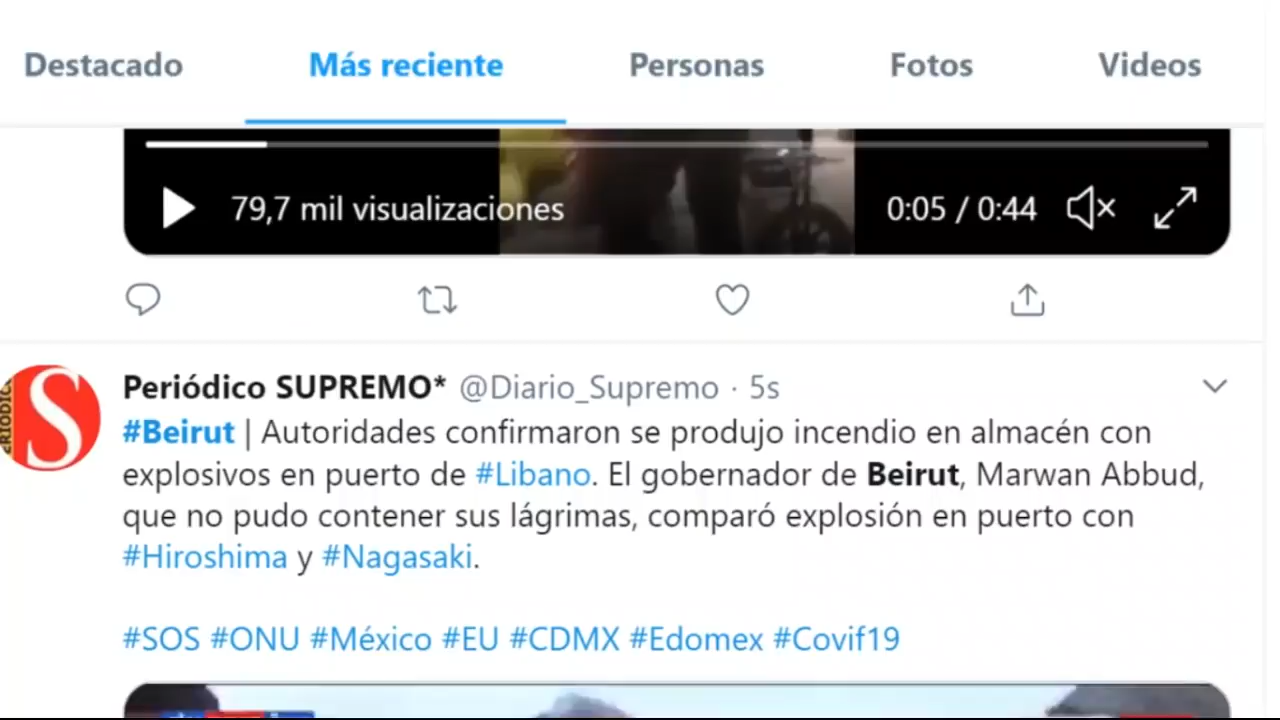 Destacado Más reciente Personas Fotos Videos
79,7 mil visualizaciones 0:05 / 0:44
Periódico SUPREMO* @Diario_Supremo · 5s
#Beirut | Autoridades confirmaron se produjo incendio en almacén con
explosivos en puerto de #Libano. El gobernador de Beirut, Marwan Abbud,
que no pudo contener sus lágrimas, comparó explosión en puerto con
#Hiroshima y #Nagasaki.
#SOS #ONU #México #EU #CDMX #Edomex #Covif19